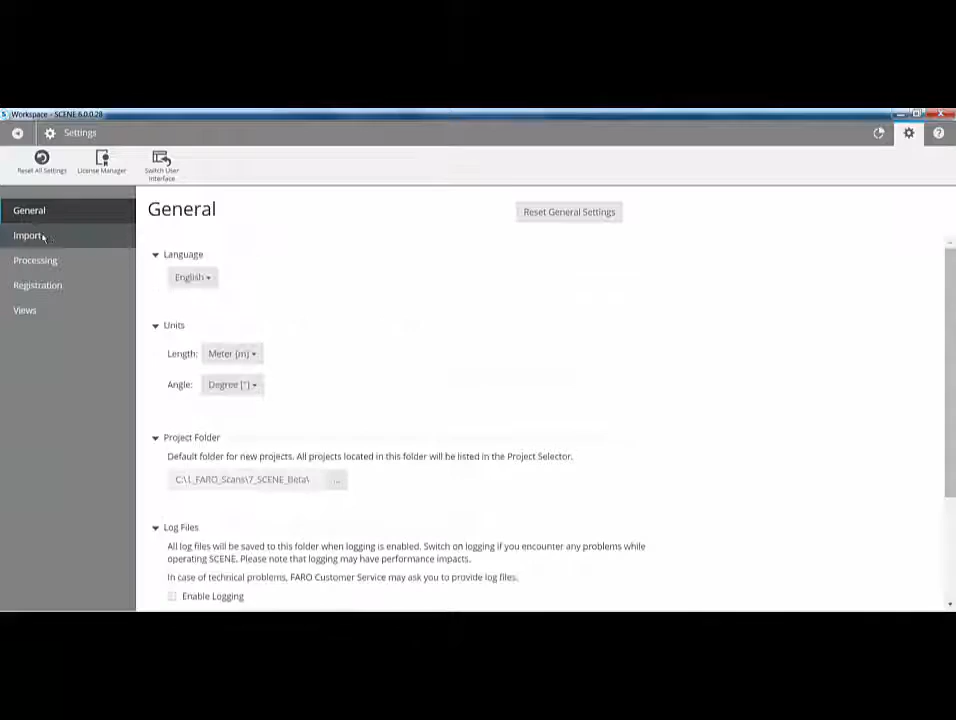 Workspace - SCENE 6.0.0.28
Settings
Reset All Settings
License Manager
Switch User
Interface
General
Import
Processing
Registration
Views
General
Reset General Settings
Language
English
Units
Length: Meter [m]
Angle: Degree [°]
Project Folder
Default folder for new projects. All projects located in this folder will be listed in the Project Selector.
C:\1_FARO_Scans\7_SCENE_Beta\ ...
Log Files
All log files will be saved to this folder when logging is enabled. Switch on logging if you encounter any problems while
operating SCENE. Please note that logging may have performance impacts.
In case of technical problems, FARO Customer Service may ask you to provide log files.
Enable Logging